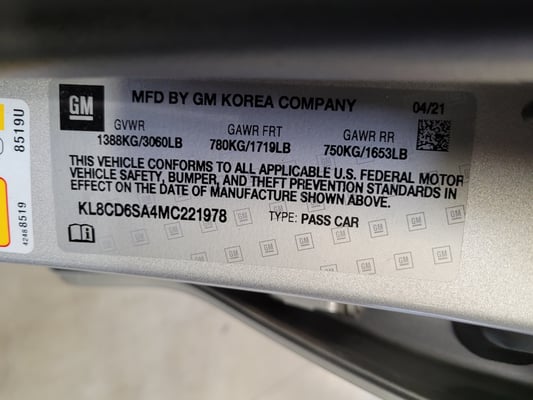 GM
MFD BY GM KOREA COMPANY
04/21
GVWR GAWR FRT GAWR RR
1388KG/3060LB 780KG/1719LB 750KG/1653LB
THIS VEHICLE CONFORMS TO ALL APPLICABLE U.S. FEDERAL MOTOR
VEHICLE SAFETY, BUMPER, AND THEFT PREVENTION STANDARDS IN
EFFECT ON THE DATE OF MANUFACTURE SHOWN ABOVE.
KL8CD6SA4MC221978 TYPE: PASS CAR
8519U
4248 8519